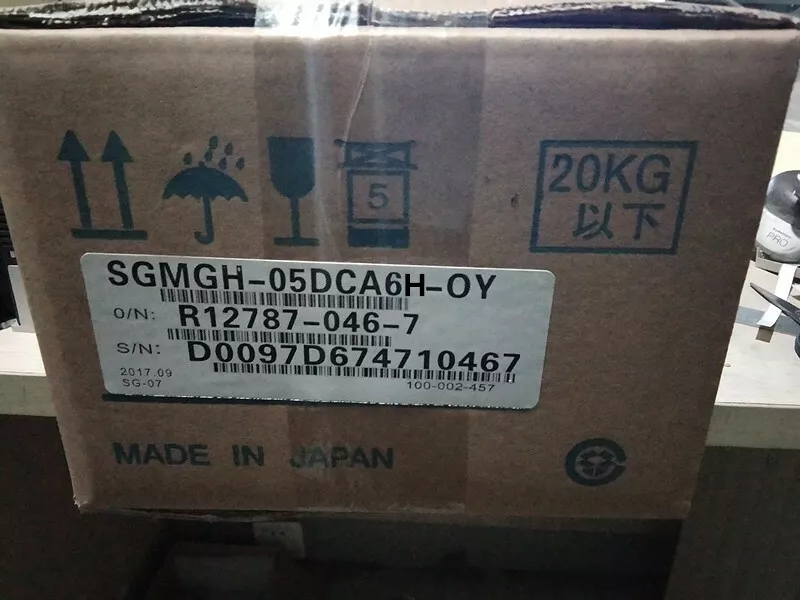 5
20KG
以下
SGMGH-05DCA6H-OY
O/N: R12787-046-7
S/N: D0097D674710467
2017.09
SG-07
100-002-457
MADE IN JAPAN
PRO